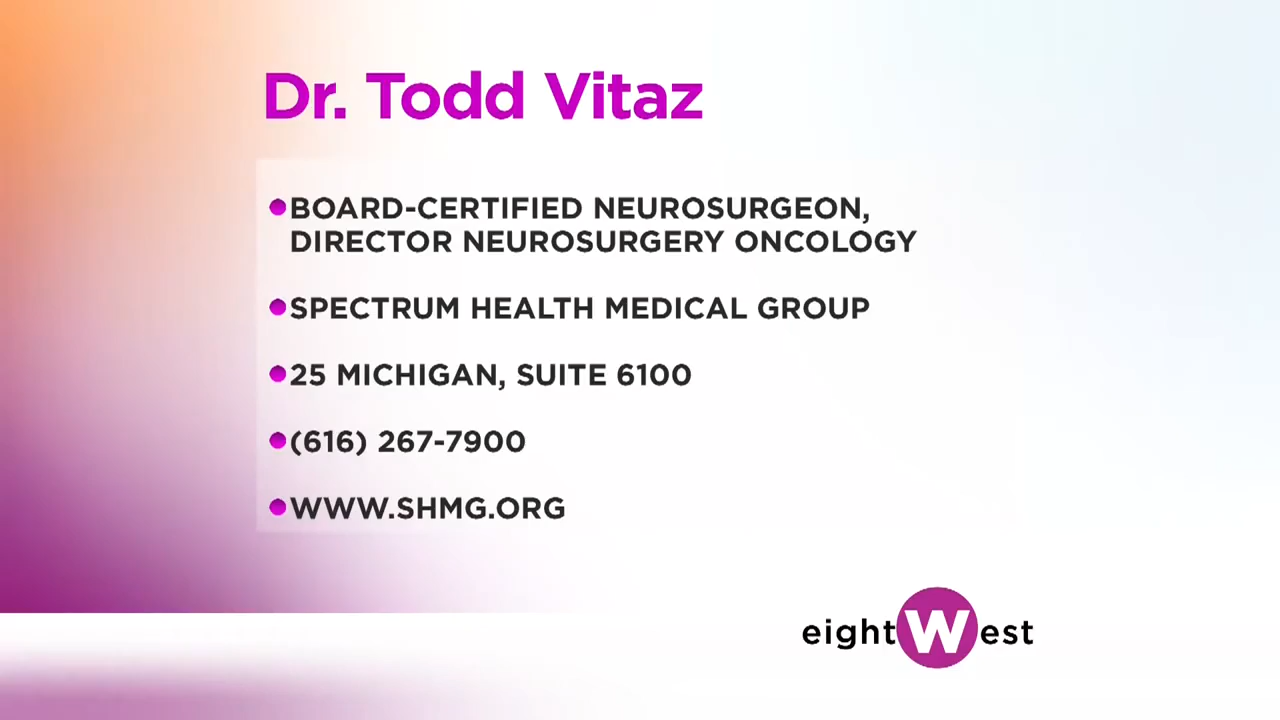 Dr. Todd Vitaz
BOARD-CERTIFIED NEUROSURGEON,
DIRECTOR NEUROSURGERY ONCOLOGY
SPECTRUM HEALTH MEDICAL GROUP
25 MICHIGAN, SUITE 6100
(616) 267-7900
WWW.SHMG.ORG
eightWest